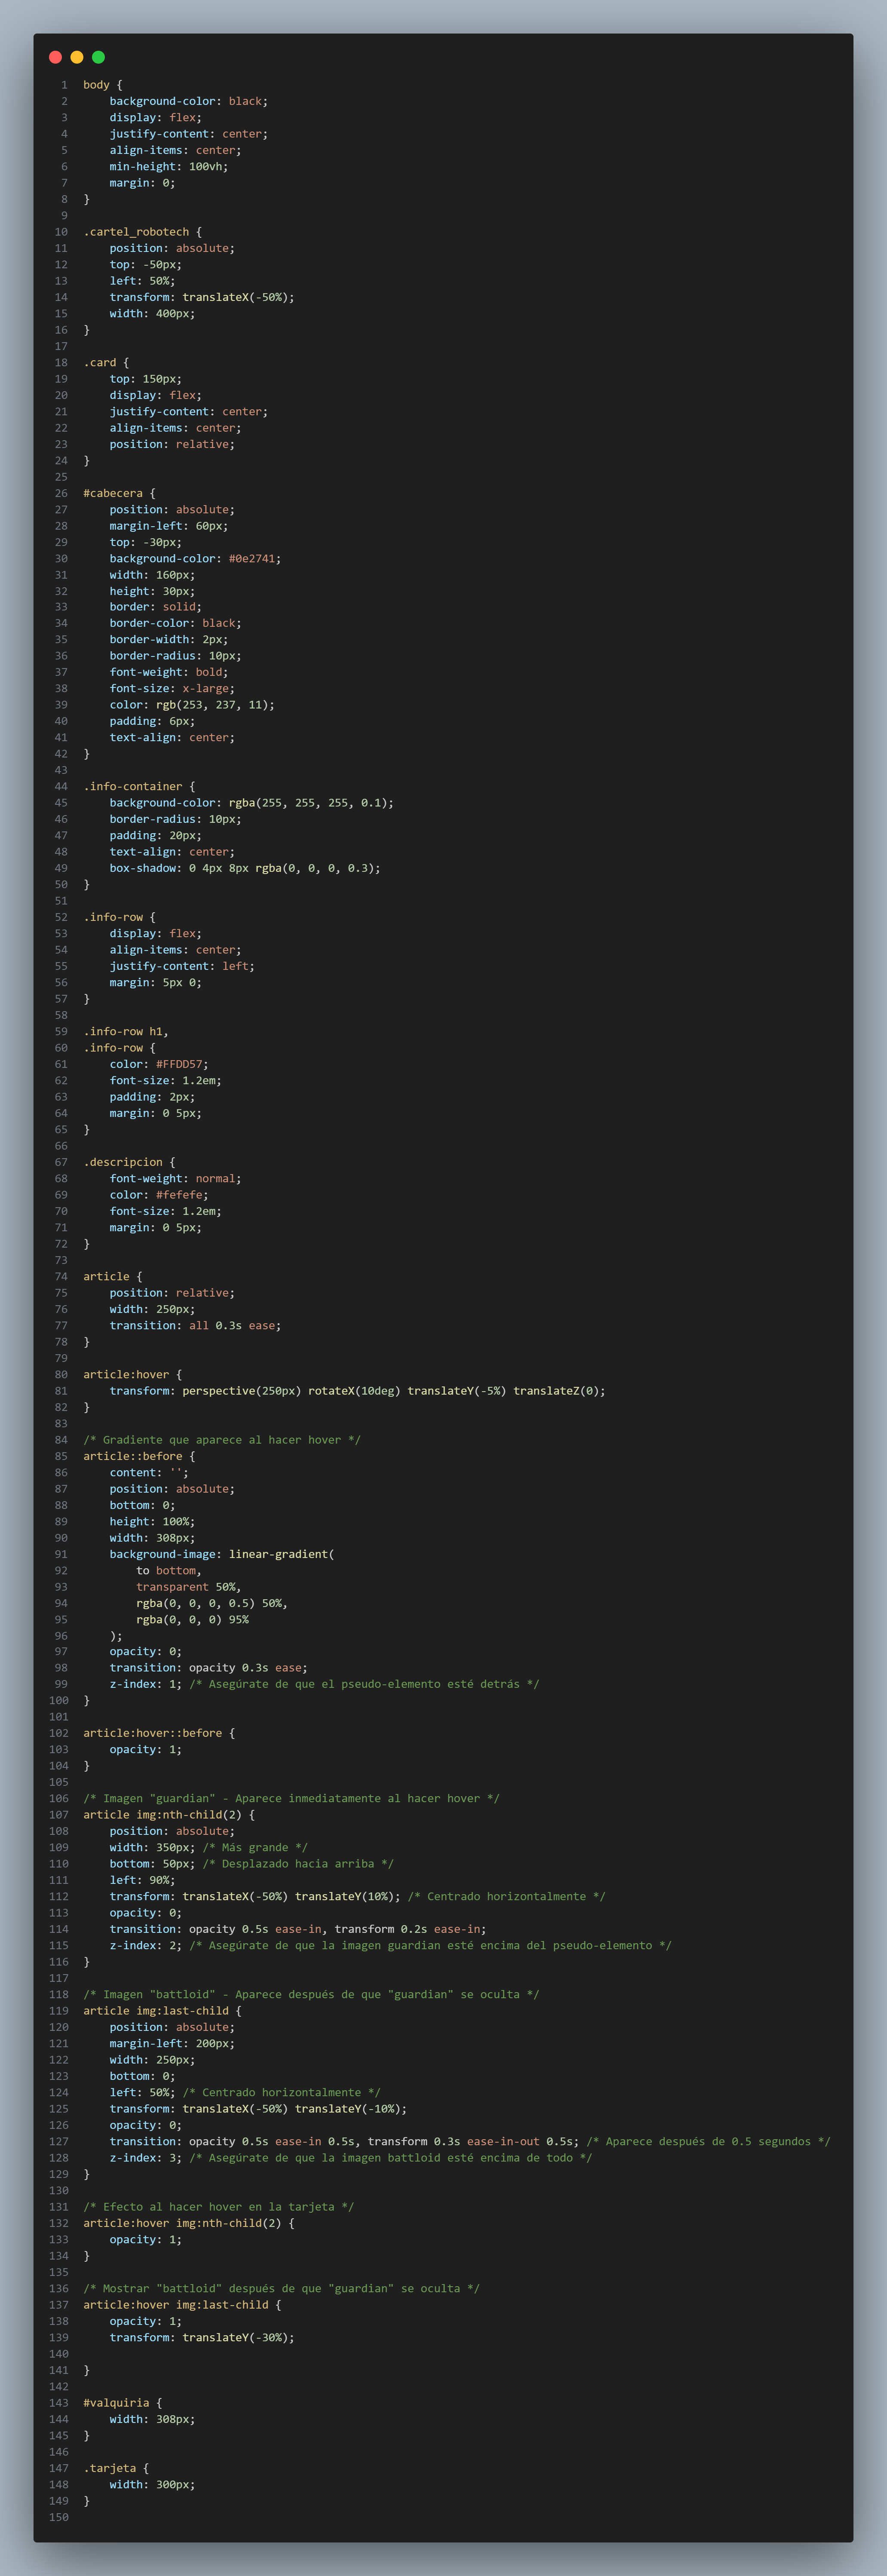 1 body {
2     background-color: black;
3     display: flex;
4     justify-content: center;
5     align-items: center;
6     min-height: 100vh;
7     margin: 0;
8 }
9
10 .cartel_robotech {
11     position: absolute;
12     top: -50px;
13     left: 50%;
14     transform: translateX(-50%);
15     width: 400px;
16 }
17
18 .card {
19     top: 150px;
20     display: flex;
21     justify-content: center;
22     align-items: center;
23     position: relative;
24 }
25
26 #cabecera {
27     position: absolute;
28     margin-left: 60px;
29     top: -30px;
30     background-color: #0e2741;
31     width: 160px;
32     height: 30px;
33     border: solid;
34     border-color: black;
35     border-width: 2px;
36     border-radius: 10px;
37     font-weight: bold;
38     font-size: x-large;
39     color: rgb(253, 237, 11);
40     padding: 6px;
41     text-align: center;
42 }
43
44 .info-container {
45     background-color: rgba(255, 255, 255, 0.1);
46     border-radius: 10px;
47     padding: 20px;
48     text-align: center;
49     box-shadow: 0 4px 8px rgba(0, 0, 0, 0.3);
50 }
51
52 .info-row {
53     display: flex;
54     align-items: center;
55     justify-content: left;
56     margin: 5px 0;
57 }
58
59 .info-row h1,
60 .info-row {
61     color: #FFDD57;
62     font-size: 1.2em;
63     padding: 2px;
64     margin: 0 5px;
65 }
66
67 .descripcion {
68     font-weight: normal;
69     color: #fefefe;
70     font-size: 1.2em;
71     margin: 0 5px;
72 }
73
74 article {
75     position: relative;
76     width: 250px;
77     transition: all 0.3s ease;
78 }
79
80 article:hover {
81     transform: perspective(250px) rotateX(10deg) translateY(-5%) translateZ(0);
82 }
83
84 /* Gradiente que aparece al hacer hover */
85 article::before {
86     content: '';
87     position: absolute;
88     bottom: 0;
89     height: 100%;
90     width: 308px;
91     background-image: linear-gradient(
92         to bottom,
93         transparent 50%,
94         rgba(0, 0, 0, 0.5) 50%,
95         rgba(0, 0, 0) 95%
96     );
97     opacity: 0;
98     transition: opacity 0.3s ease;
99     z-index: 1; /* Asegúrate de que el pseudo-elemento esté detrás */
100 }
101
102 article:hover::before {
103     opacity: 1;
104 }
105
106 /* Imagen "guardian" - Aparece inmediatamente al hacer hover */
107 article img:nth-child(2) {
108     position: absolute;
109     width: 350px; /* Más grande */
110     bottom: 50px; /* Desplazado hacia arriba */
111     left: 90%;
112     transform: translateX(-50%) translateY(10%); /* Centrado horizontalmente */
113     opacity: 0;
114     transition: opacity 0.5s ease-in, transform 0.2s ease-in;
115     z-index: 2; /* Asegúrate de que la imagen guardian esté encima del pseudo-elemento */
116 }
117
118 /* Imagen "battloid" - Aparece después de que "guardian" se oculta */
119 article img:last-child {
120     position: absolute;
121     margin-left: 200px;
122     width: 250px;
123     bottom: 0;
124     left: 50%; /* Centrado horizontalmente */
125     transform: translateX(-50%) translateY(-10%);
126     opacity: 0;
127     transition: opacity 0.5s ease-in 0.5s, transform 0.3s ease-in-out 0.5s; /* Aparece después de 0.5 segundos */
128     z-index: 3; /* Asegúrate de que la imagen battloid esté encima de todo */
129 }
130
131 /* Efecto al hacer hover en la tarjeta */
132 article:hover img:nth-child(2) {
133     opacity: 1;
134 }
135
136 /* Mostrar "battloid" después de que "guardian" se oculta */
137 article:hover img:last-child {
138     opacity: 1;
139     transform: translateY(-30%);
140
141 }
142
143 #valquiria {
144     width: 308px;
145 }
146
147 .tarjeta {
148     width: 300px;
149 }
150